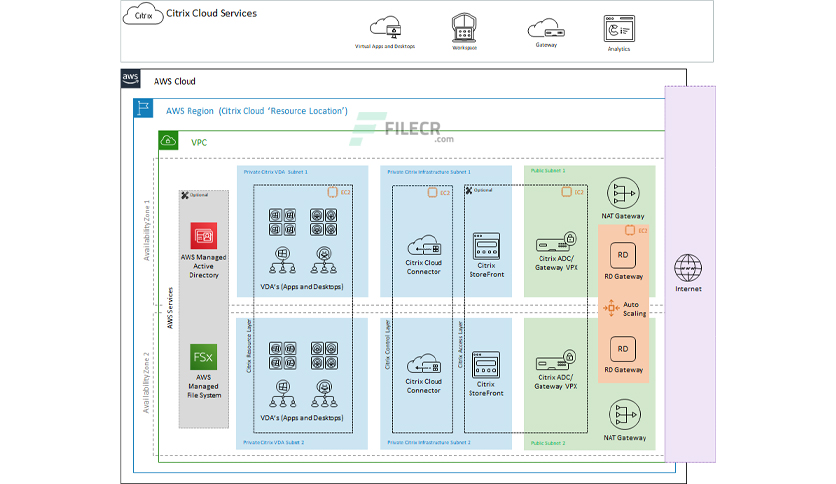 Citrix
Citrix Cloud Services
Virtual Apps and Desktops
Workspace
Gateway
Analytics
aws
AWS Cloud
AWS Region (Citrix Cloud 'Resource Location')
FILECR
.com
VPC
Availability Zone 1
Optional
AWS Managed
Active
Directory
AWS Services
Private Citrix VDA Subnet 1
EC2
VDA's (Apps and Desktops)
Private Citrix Infrastructure Subnet 1
EC2
Citrix Cloud
Connector
Optional
Citrix
StoreFront
Public Subnet 1
EC2
Citrix ADC/
Gateway VPX
NAT Gateway
EC2
RD
RD Gateway
Auto
Scaling
Internet
Availability Zone 2
FSx
AWS
Managed
File System
Citrix Resource Layer
VDA's (Apps and Desktops)
Private Citrix VDA Subnet 2
Citrix Control Layer
Citrix Cloud
Connector
Private Citrix Infrastructure Subnet 2
Citrix Access Layer
Citrix
StoreFront
Citrix ADC/
Gateway VPX
Public Subnet 2
RD
RD Gateway
NAT Gateway